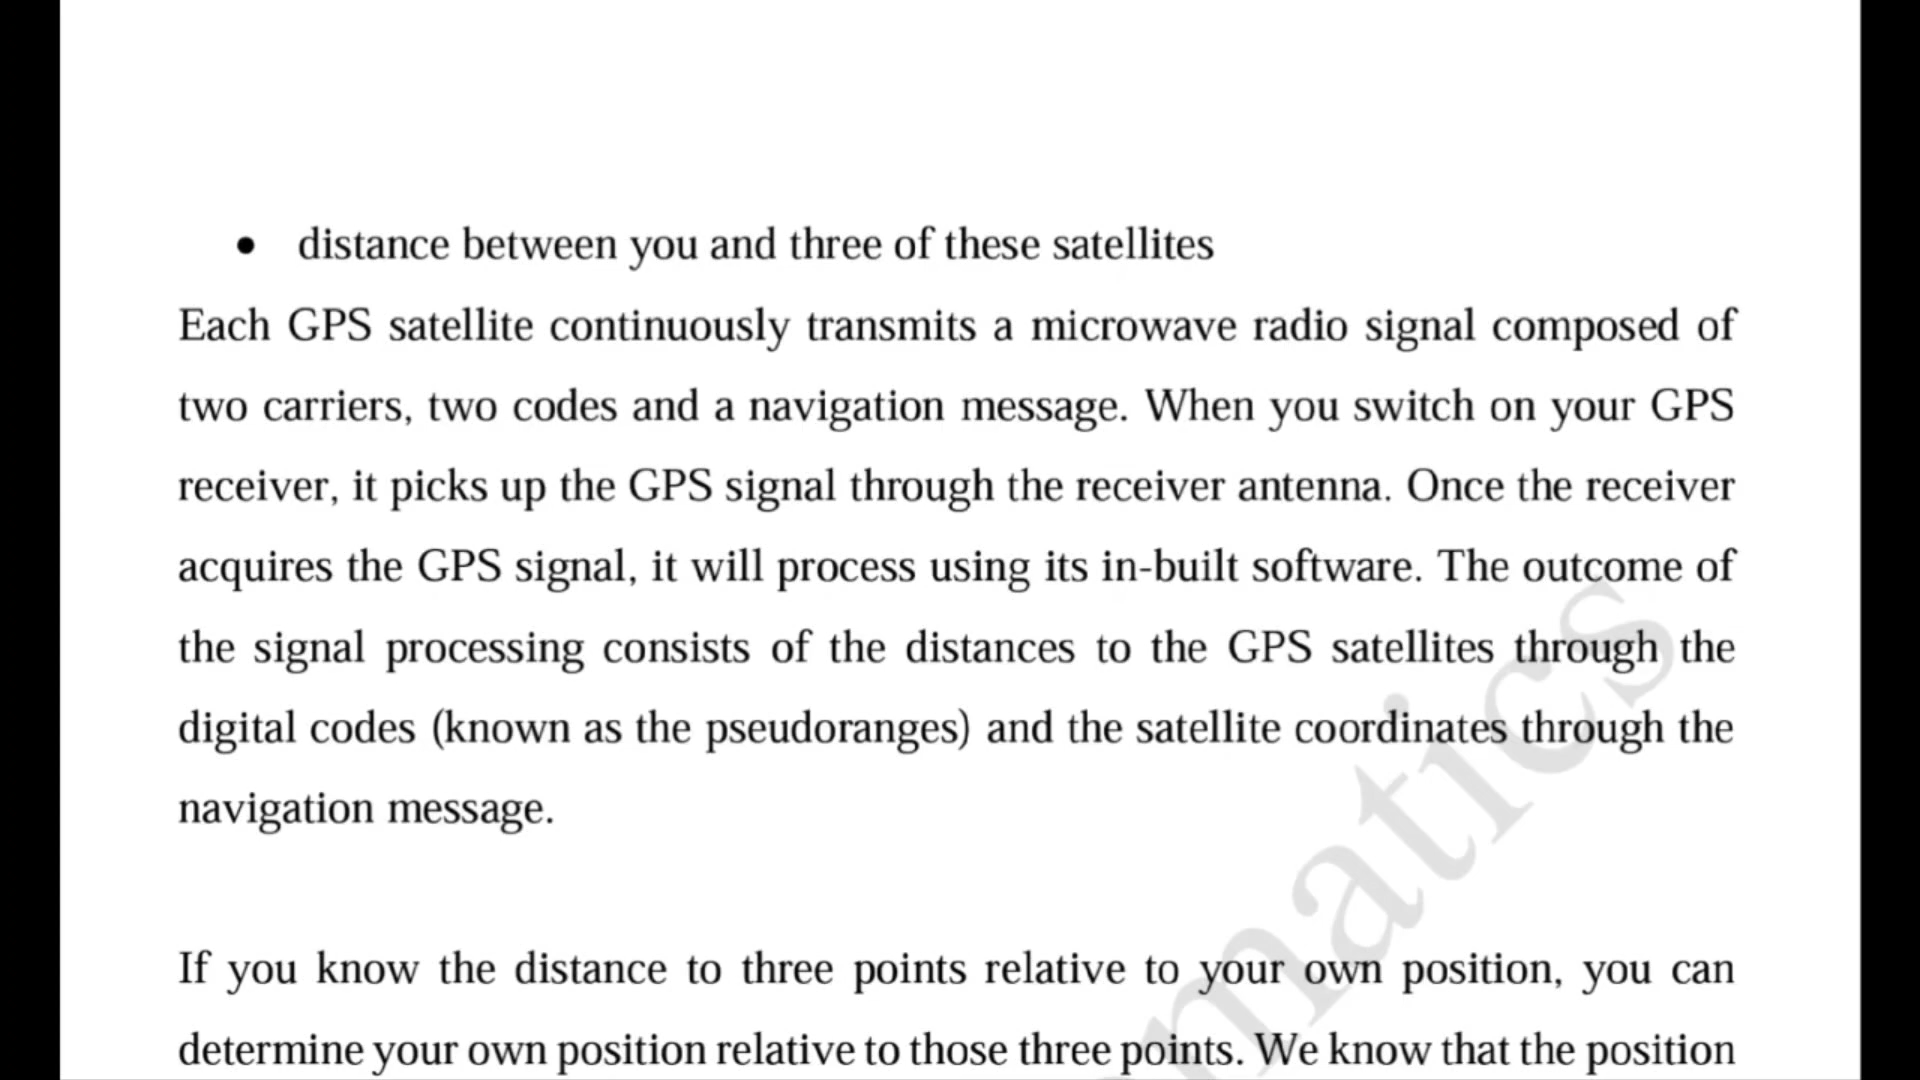 • distance between you and three of these satellites
Each GPS satellite continuously transmits a microwave radio signal composed of
two carriers, two codes and a navigation message. When you switch on your GPS
receiver, it picks up the GPS signal through the receiver antenna. Once the receiver
acquires the GPS signal, it will process using its in-built software. The outcome of
the signal processing consists of the distances to the GPS satellites through the
digital codes (known as the pseudoranges) and the satellite coordinates through the
navigation message.
If you know the distance to three points relative to your own position, you can
determine your own position relative to those three points. We know that the position
matics